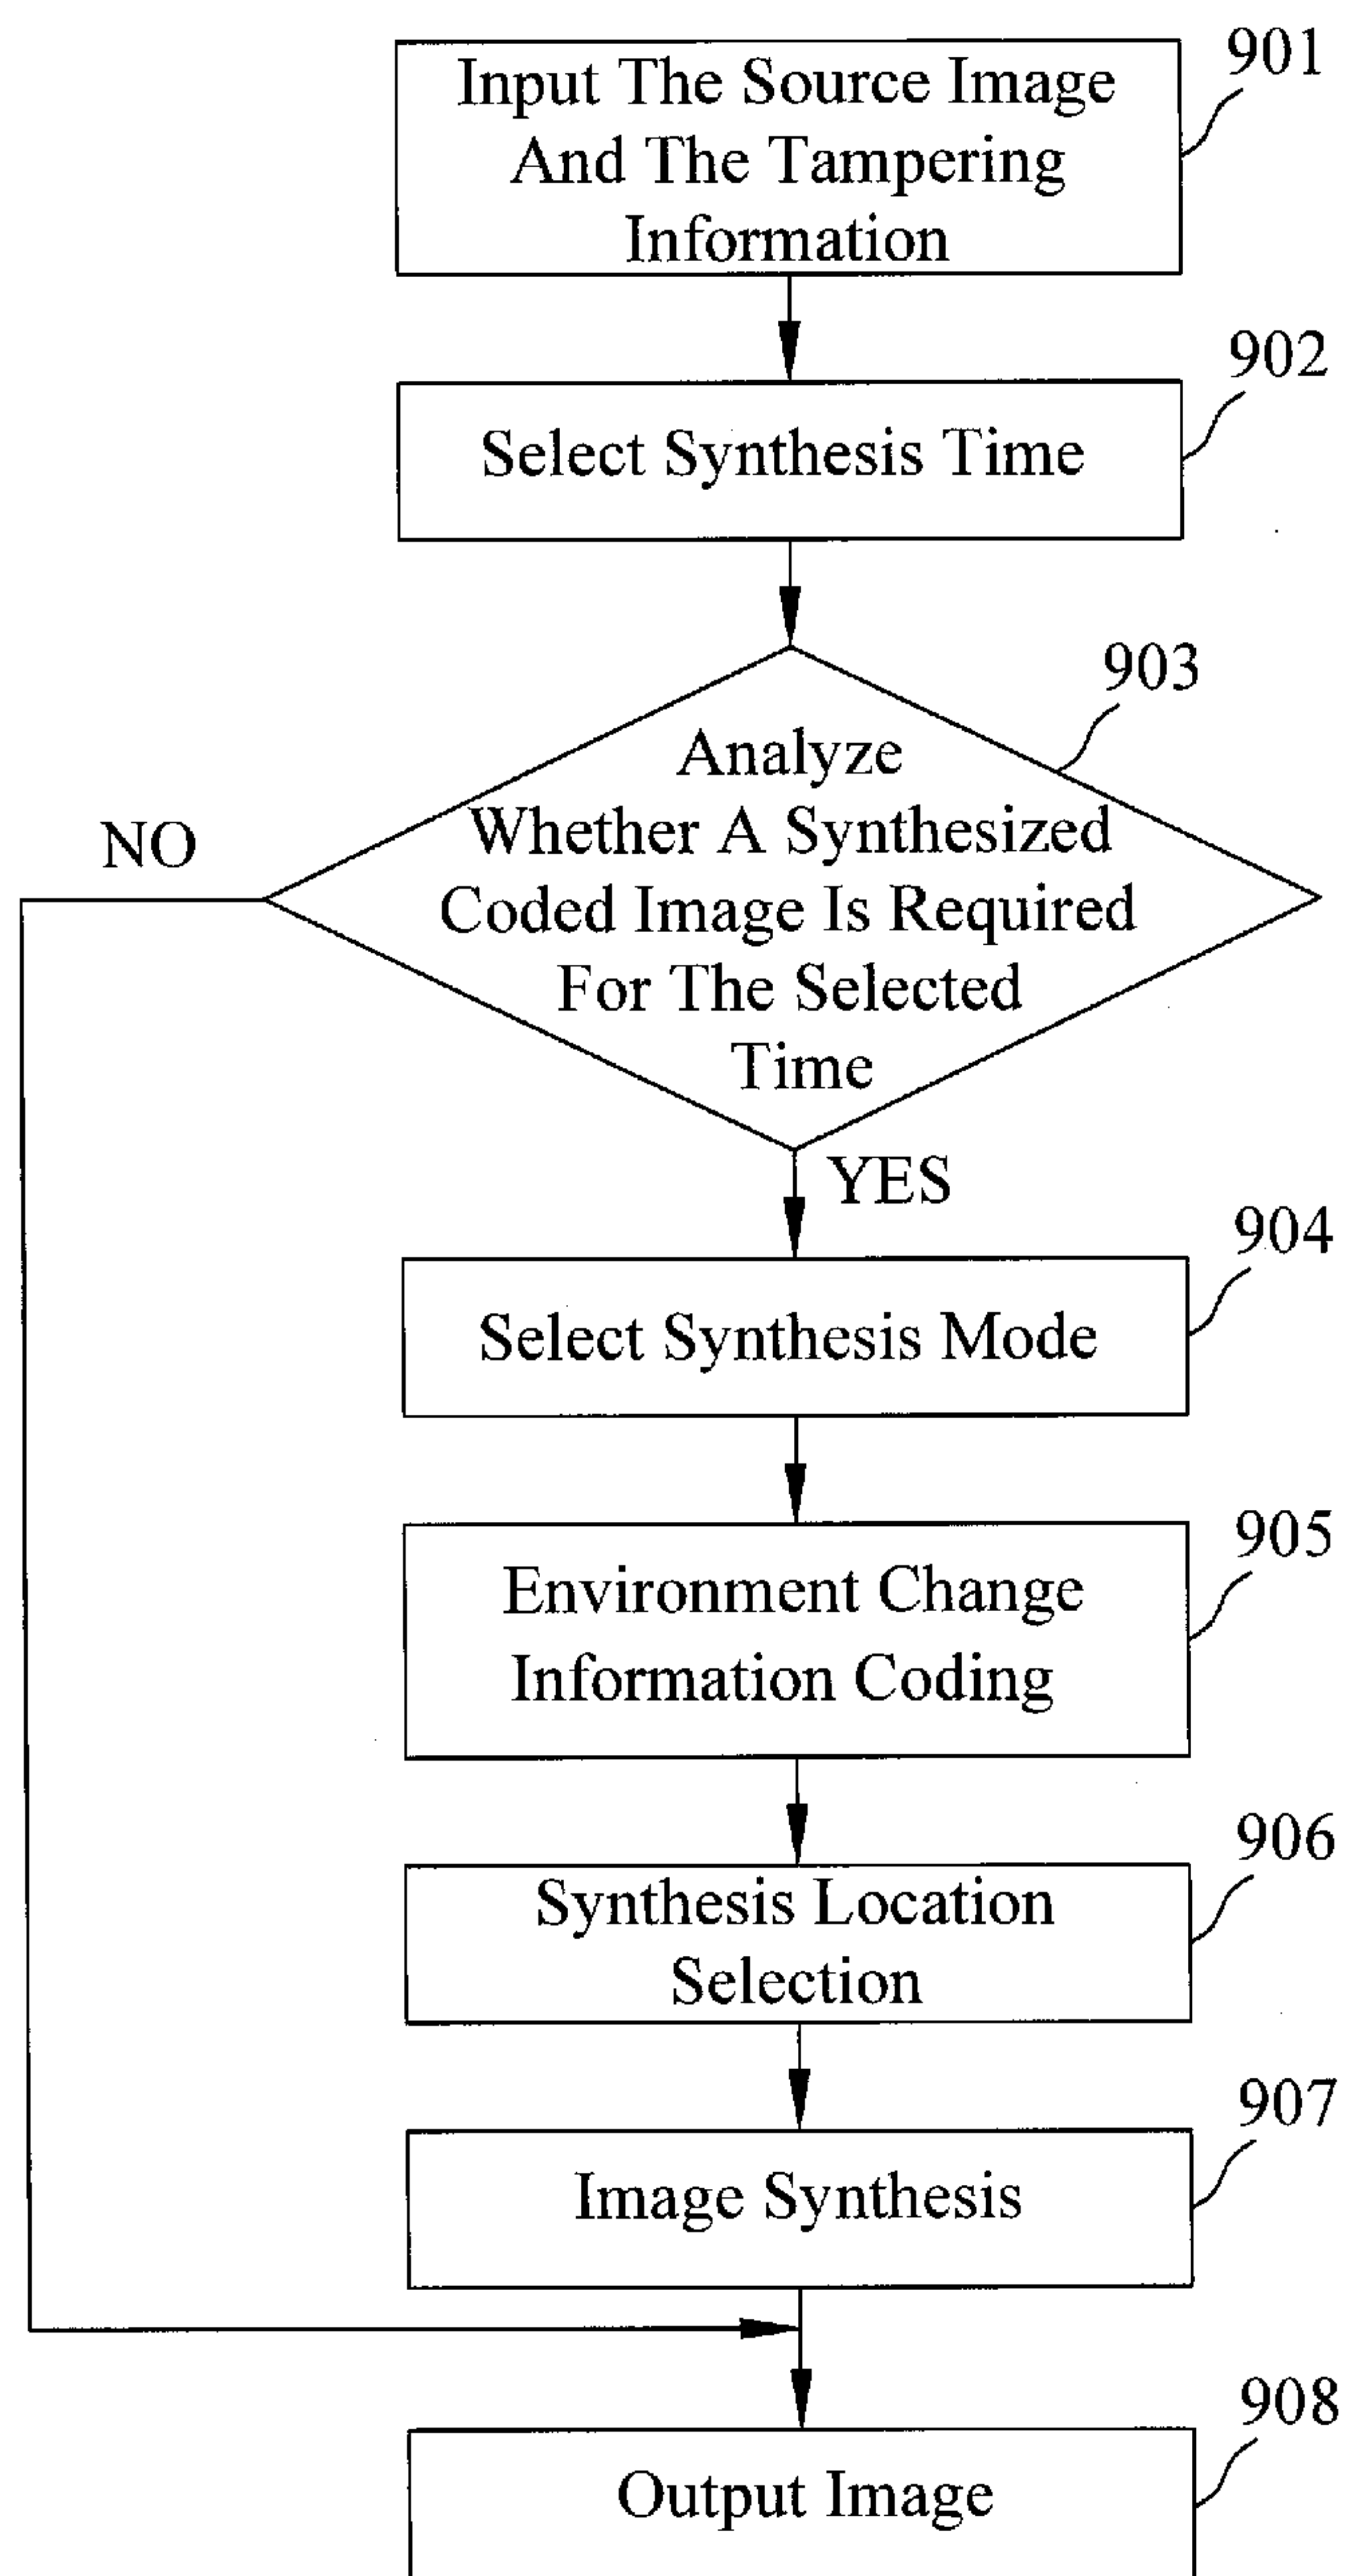 901
Input The Source Image
And The Tampering
Information
902
Select Synthesis Time
903
Analyze
Whether A Synthesized
Coded Image Is Required
For The Selected
Time
NO
YES
904
Select Synthesis Mode
905
Environment Change
Information Coding
906
Synthesis Location
Selection
907
Image Synthesis
908
Output Image